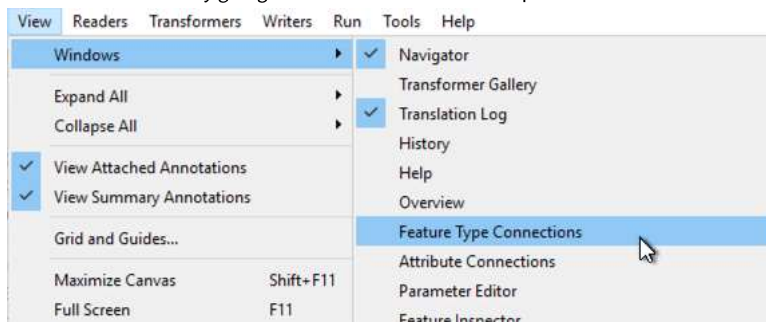 View Readers Transformers Writers Run Tools Help
Windows
Expand All
Collapse All
View Attached Annotations
View Summary Annotations
Grid and Guides...
Maximize Canvas Shift+F11
Full Screen F11
Navigator
Transformer Gallery
Translation Log
History
Help
Overview
Feature Type Connections
Attribute Connections
Parameter Editor
Feature Inspector